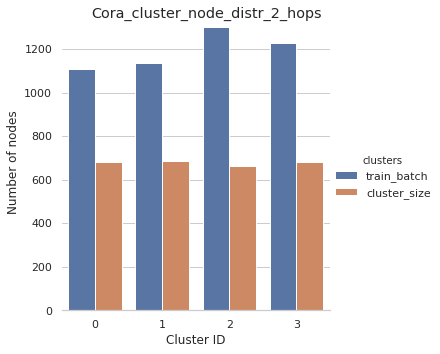 Cora_cluster_node_distr_2_hops
1200
1000
800
600
400
200
0
Number of nodes
0 1 2 3
Cluster ID
clusters
train_batch
cluster_size